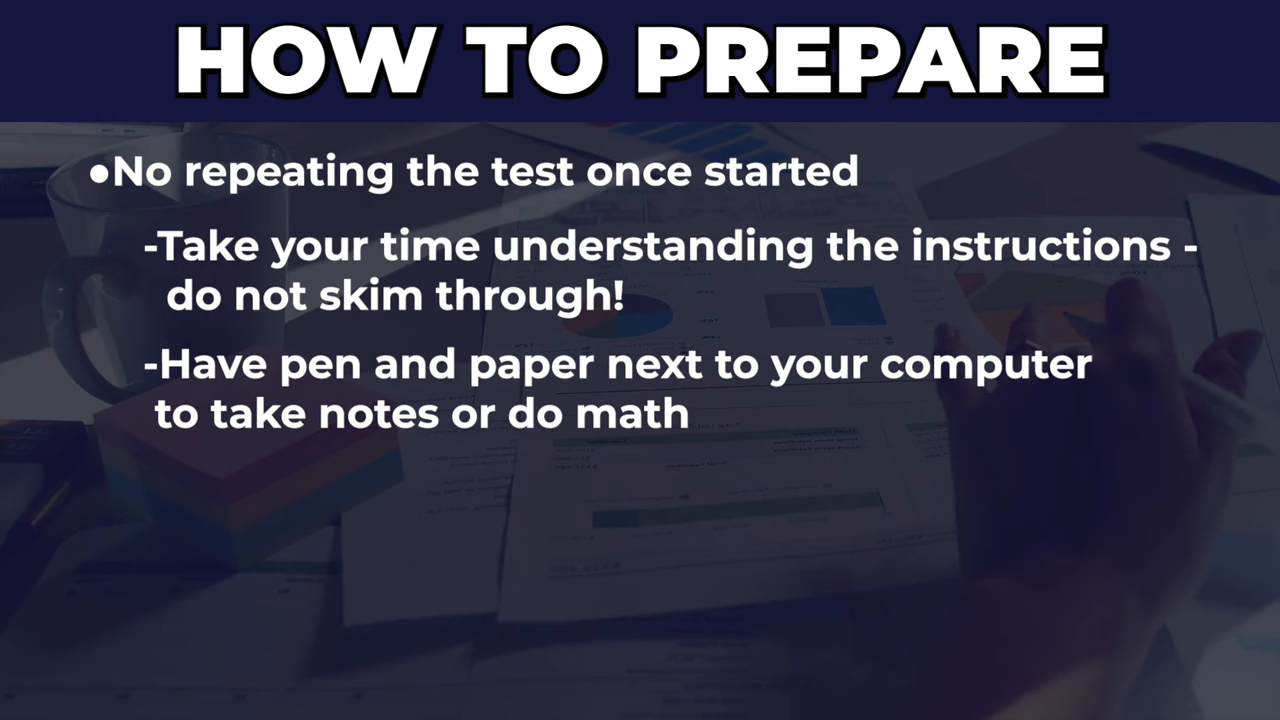 HOW TO PREPARE
●No repeating the test once started
-Take your time understanding the instructions -
do not skim through!
-Have pen and paper next to your computer
to take notes or do math